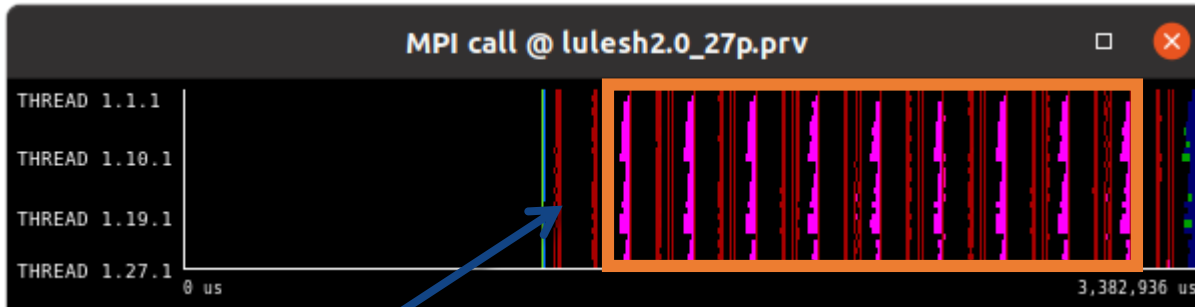 MPI call @ lulesh2.0_27p.prv
THREAD 1.1.1
THREAD 1.10.1
THREAD 1.19.1
THREAD 1.27.1
0 us
3,382,936 us